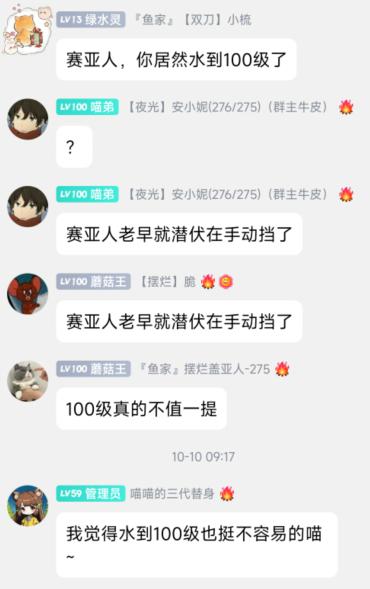 LV13 绿水灵 『鱼家』【双刀】小梳
赛亚人，你居然水到100级了
LV100 喵弟 【夜光】安小妮(276/275)（群主牛皮）
？
LV100 喵弟 【夜光】安小妮(276/275)（群主牛皮）
赛亚人老早就潜伏在手动挡了
LV100 蘑菇王 【摆烂】脆
赛亚人老早就潜伏在手动挡了
LV100 蘑菇王 『鱼家』摆烂盖亚人-275
100级真的不值一提
10-10 09:17
LV59 管理员 喵喵的三代替身
我觉得水到100级也挺不容易的喵
~